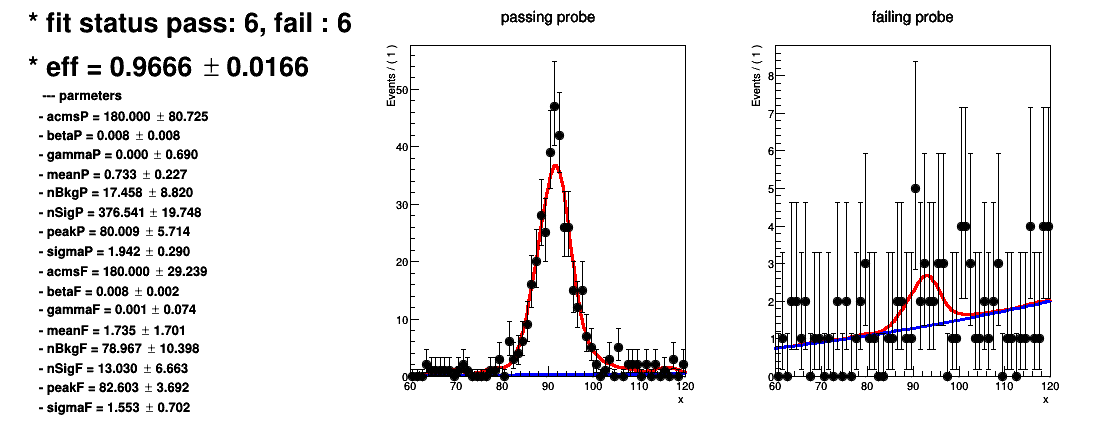 * fit status pass: 6, fail : 6
* eff = 0.9666 ± 0.0166
--- parmeters
- acmsP = 180.000 ± 80.725
- betaP = 0.008 ± 0.008
- gammaP = 0.000 ± 0.690
- meanP = 0.733 ± 0.227
- nBkgP = 17.458 ± 8.820
- nSigP = 376.541 ± 19.748
- peakP = 80.009 ± 5.714
- sigmaP = 1.942 ± 0.290
- acmsF = 180.000 ± 29.239
- betaF = 0.008 ± 0.002
- gammaF = 0.001 ± 0.074
- meanF = 1.735 ± 1.701
- nBkgF = 78.967 ± 10.398
- nSigF = 13.030 ± 6.663
- peakF = 82.603 ± 3.692
- sigmaF = 1.553 ± 0.702
passing probe
Events / ( 1 )
50
40
30
20
10
0
60 70 80 90 100 110 120
x
failing probe
Events / ( 1 )
8
7
6
5
4
3
2
1
0
60 70 80 90 100 110 120
x